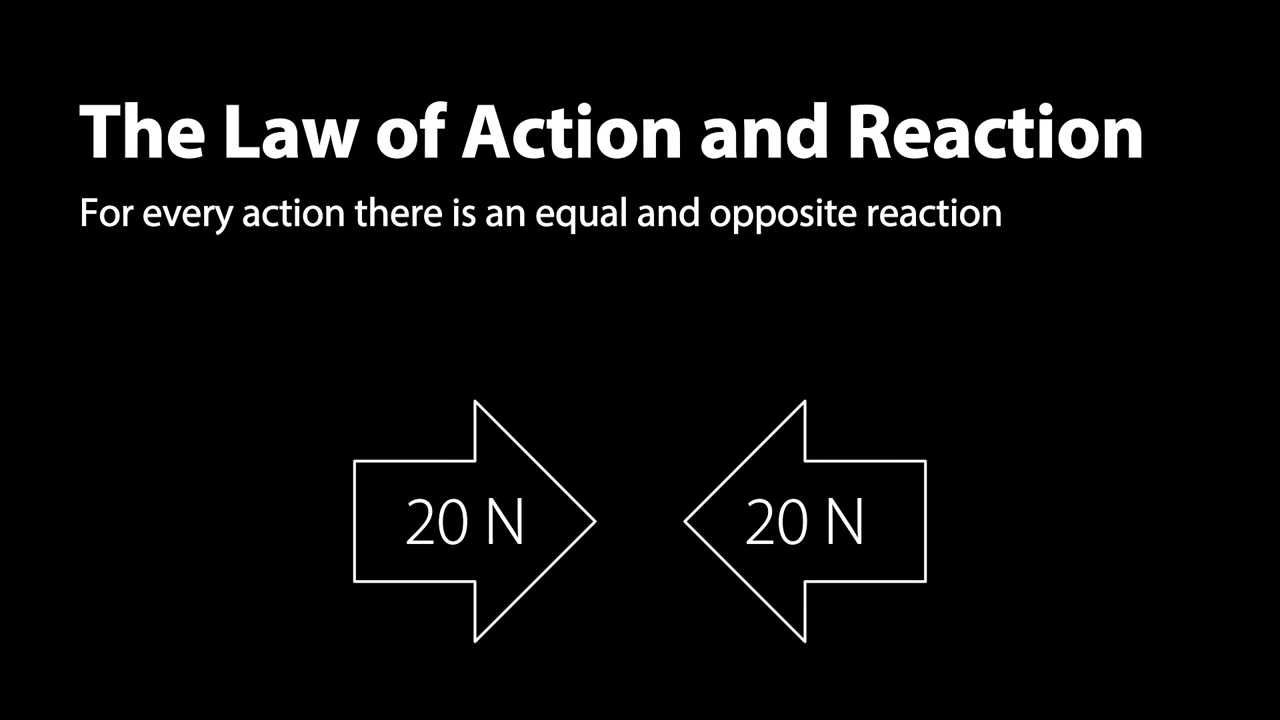 The Law of Action and Reaction
For every action there is an equal and opposite reaction
20 N
20 N